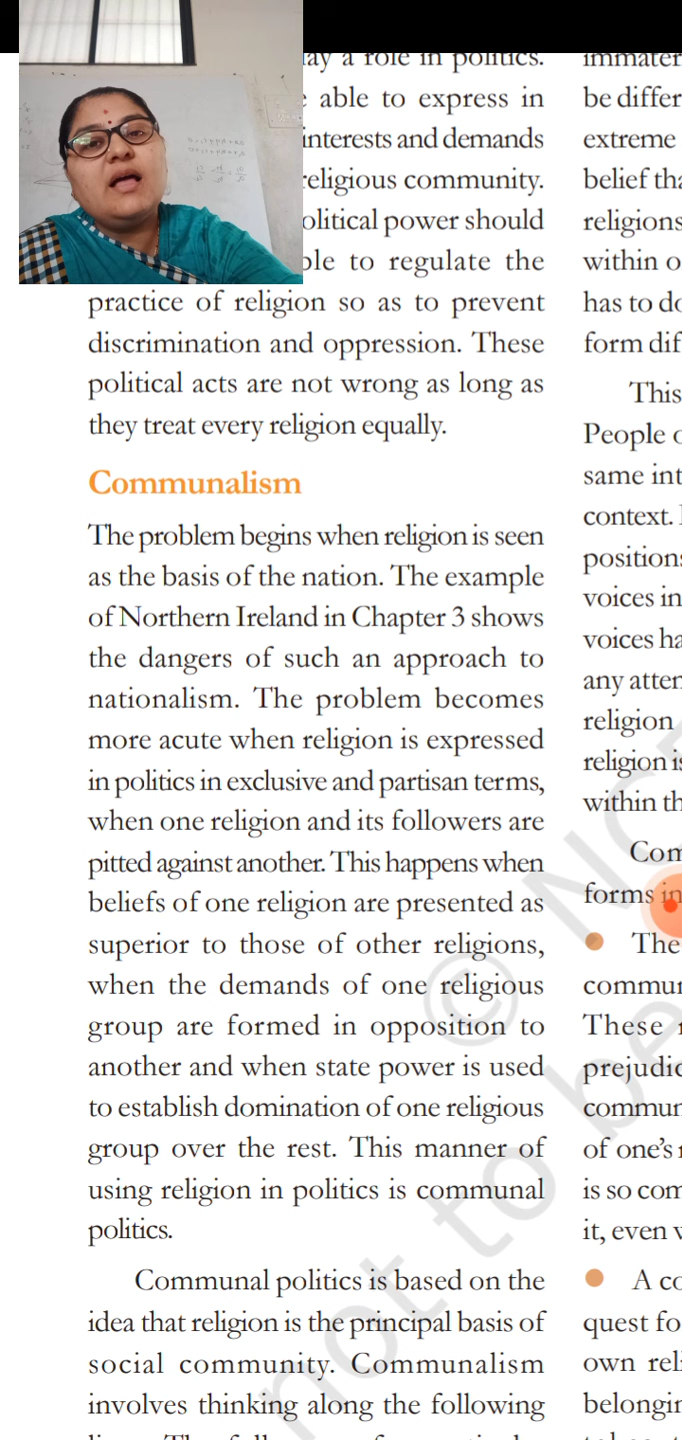 lay a role in politics.
able to express in
interests and demands
religious community.
political power should
to regulate the
practice of religion so as to prevent
discrimination and oppression. These
political acts are not wrong as long as
they treat every religion equally.
Communalism
The problem begins when religion is seen
as the basis of the nation. The example
of Northern Ireland in Chapter 3 shows
the dangers of such an approach to
nationalism. The problem becomes
more acute when religion is expressed
in politics in exclusive and partisan terms,
when one religion and its followers are
pitted against another. This happens when
beliefs of one religion are presented as
superior to those of other religions,
when the demands of one religious
group are formed in opposition to
another and when state power is used
to establish domination of one religious
group over the rest. This manner of
using religion in politics is communal
politics.
Communal politics is based on the
idea that religion is the principal basis of
social community. Communalism
involves thinking along the following
immater
be differ
extreme
belief tha
religions
within o
has to do
form dif
This
People o
same int
context.
positions
voices in
voices ha
any atten
religion
religion is
within th
Com
forms in
● The
commun
These
prejudic
commun
of one's
is so com
it, even
● A co
quest fo
own reli
belongin
© NCE
not to be